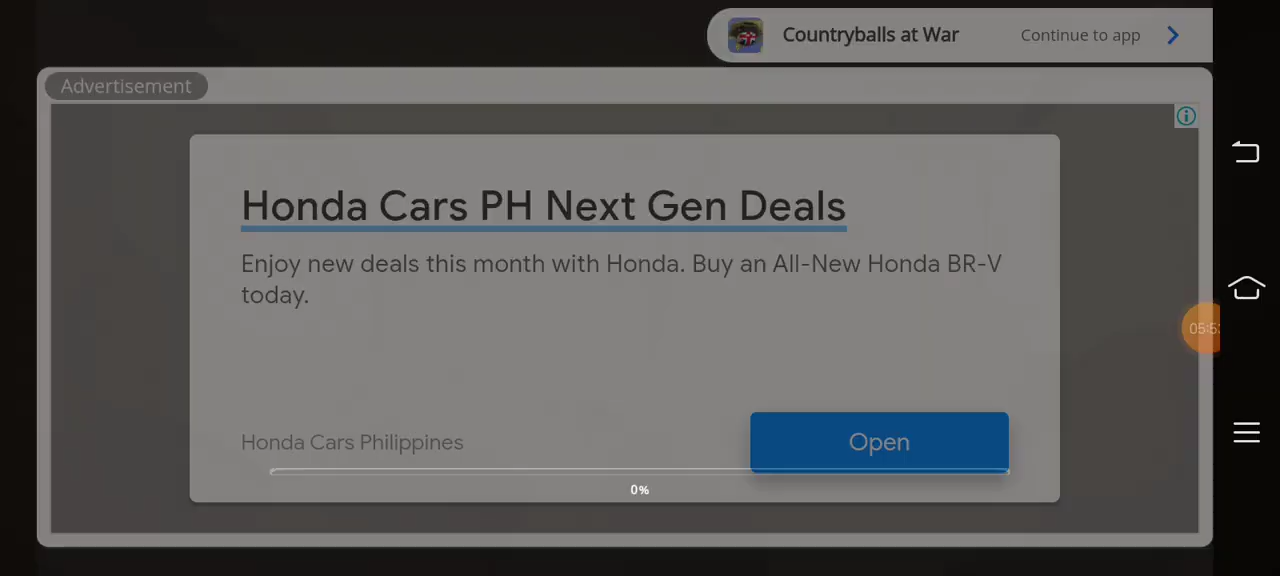 Countryballs at War
Continue to app
Advertisement
Honda Cars PH Next Gen Deals
Enjoy new deals this month with Honda. Buy an All-New Honda BR-V
today.
Honda Cars Philippines
Open
0%